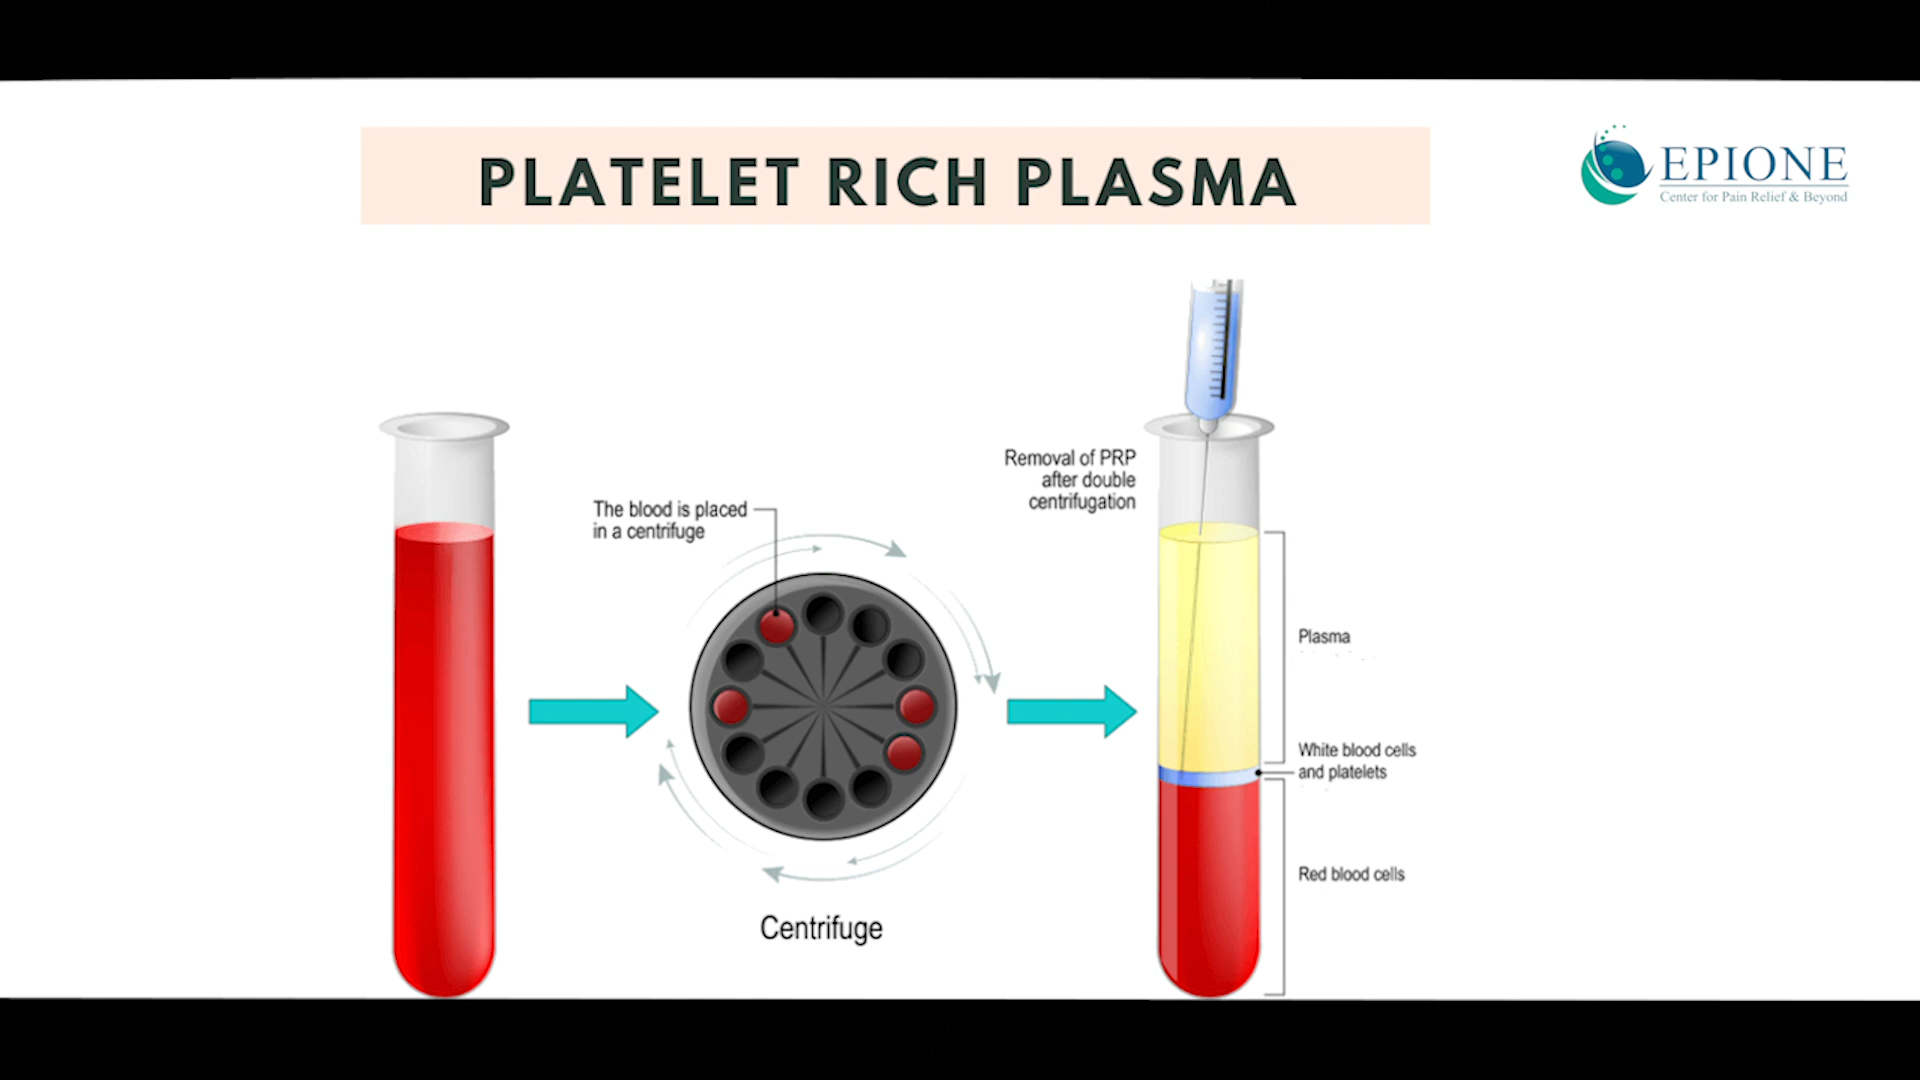 PLATELET RICH PLASMA
EPIONE
Center for Pain Relief & Beyond
Removal of PRP
after double
centrifugation
The blood is placed
in a centrifuge
Plasma
White blood cells
and platelets
Red blood cells
Centrifuge